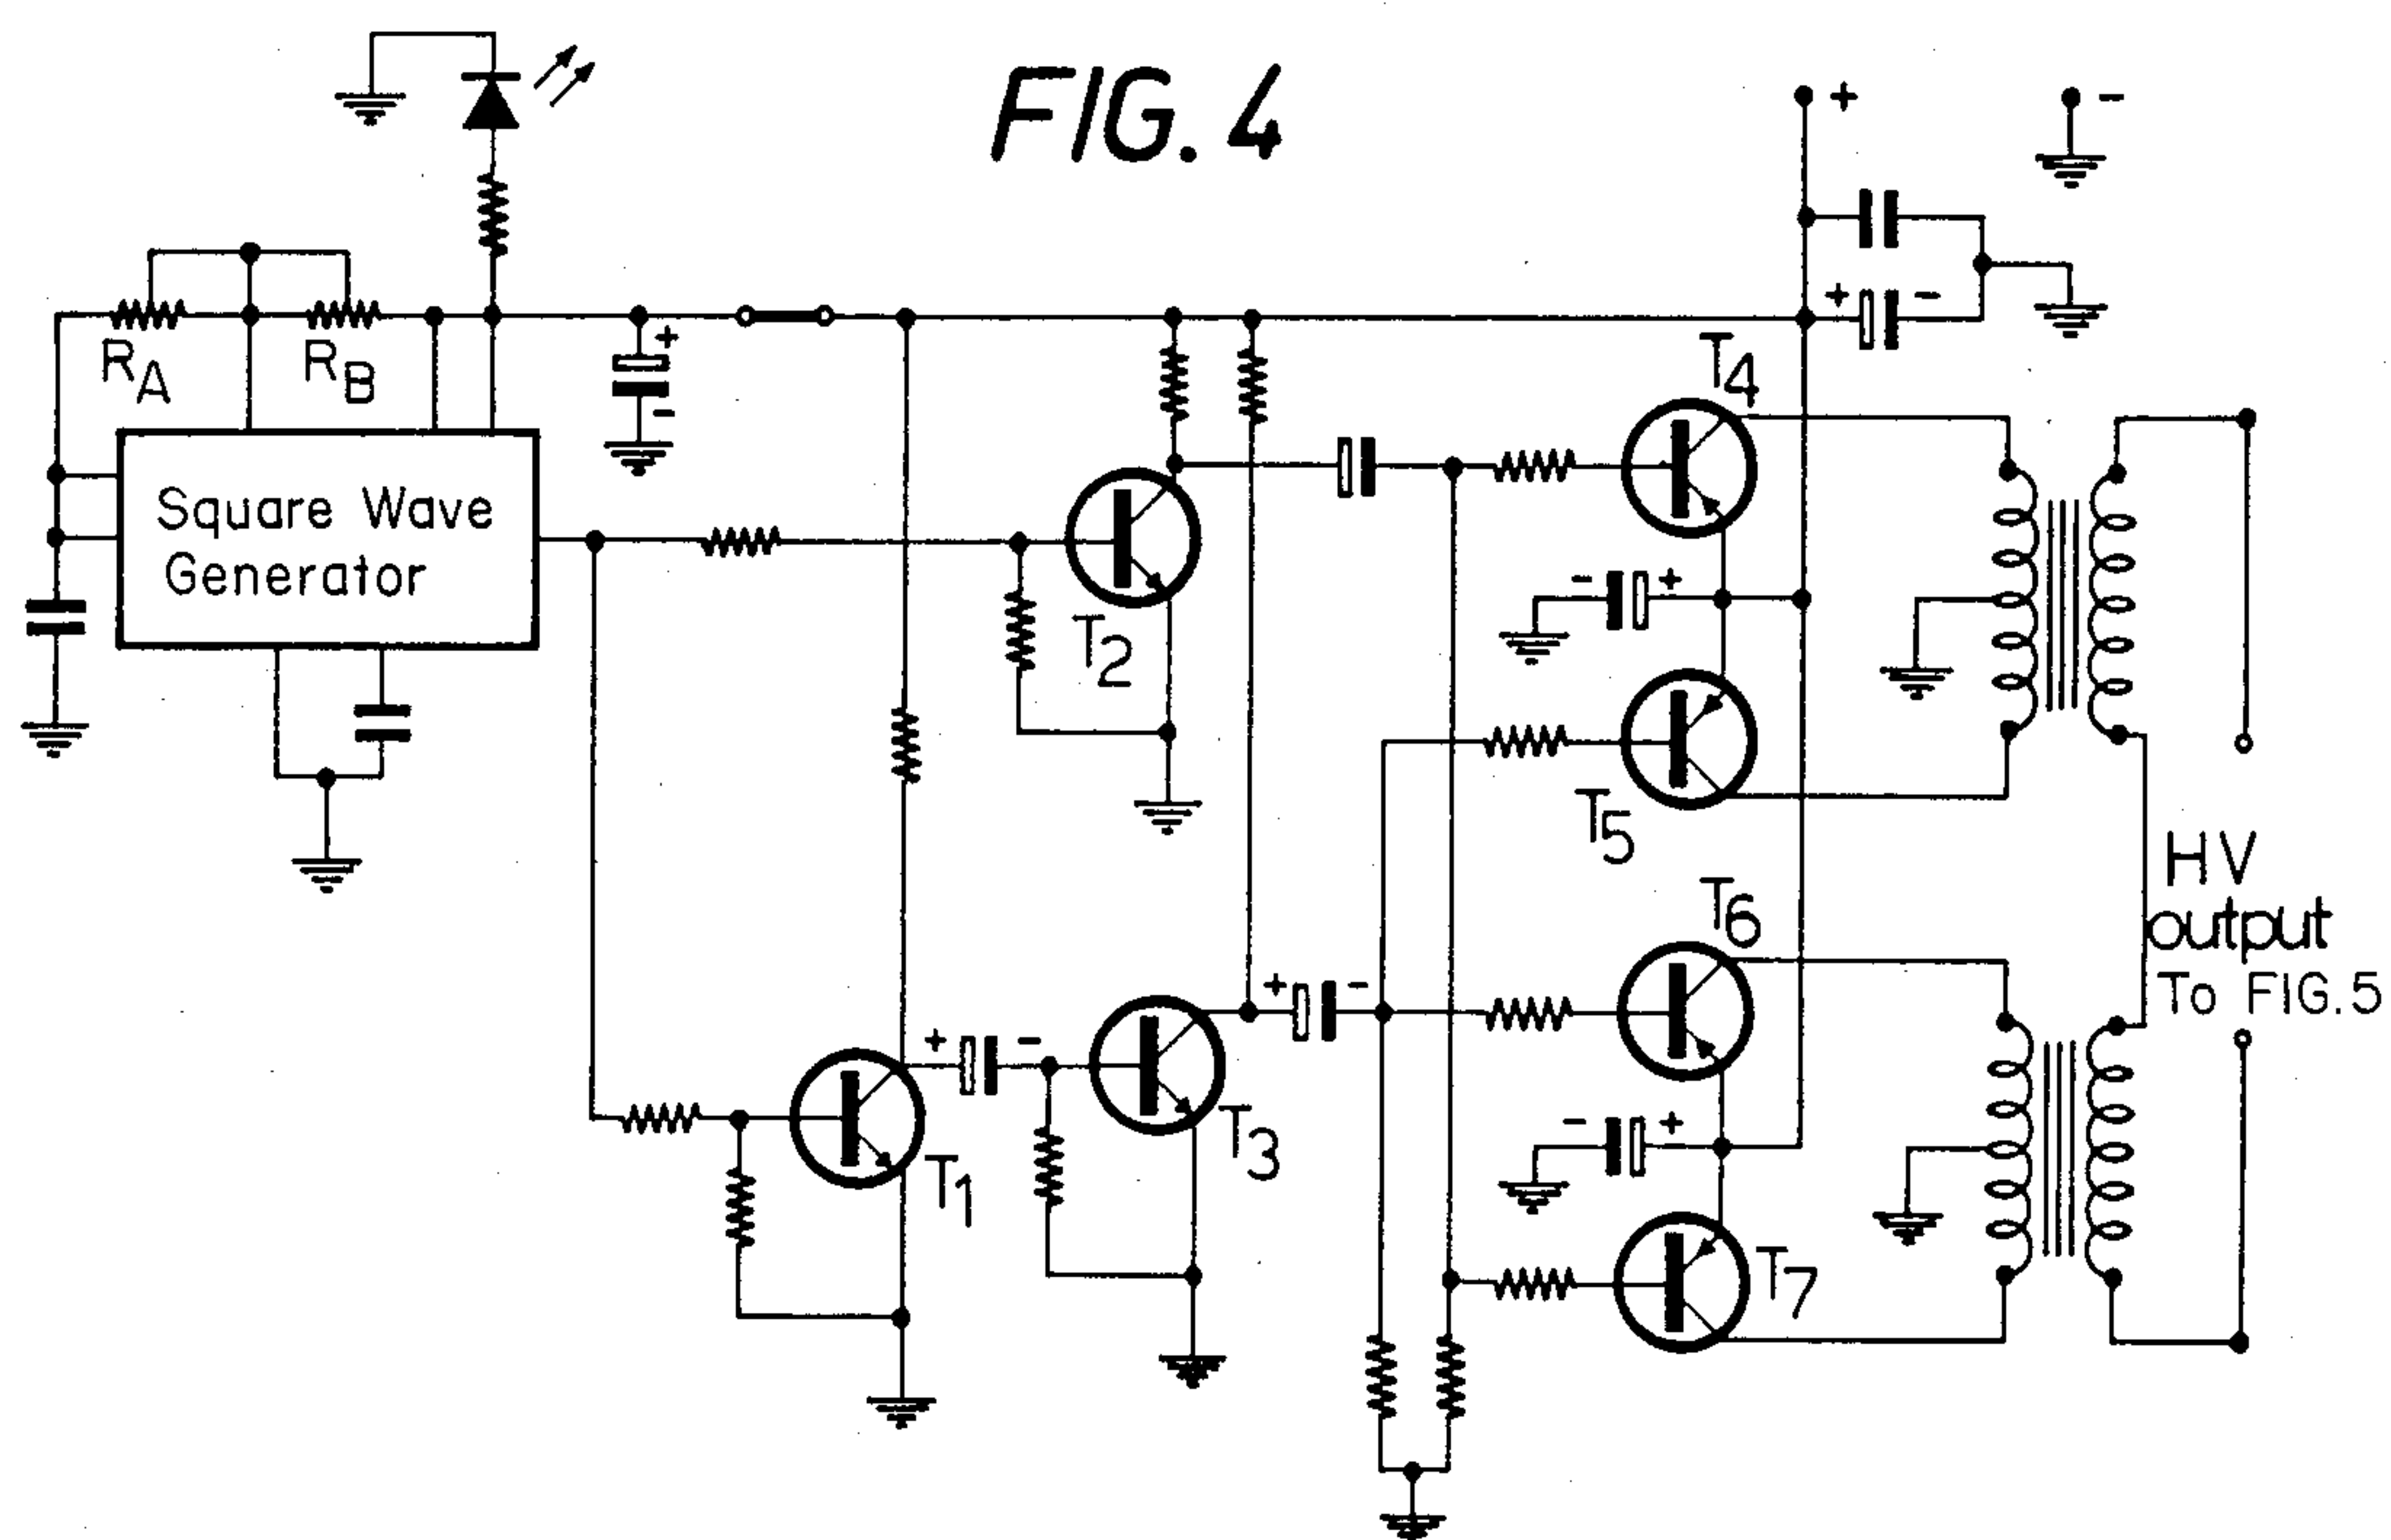 FIG. 4
+ -
+ -
RA RB
+
-
T4
Square Wave
Generator
- +
T2
T5
HV
output
To FIG. 5
T6
+ -
+ -
T3
- +
T1
T7